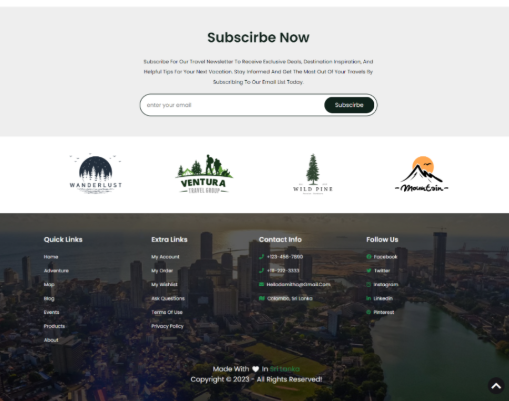 Subscirbe Now
Subscribe For Our Travel Newsletter To Receive Exclusive Deals, Destination Inspiration, And
Helpful Tips For Your Next Vacation. Stay Informed And Get The Most Out Of Your Travels By
Subscribing To Our Email List Today.
enter your email
Subscirbe
WANDERLUST
VENTURA
TRAVEL GROUP
WILD PINE
Mountain
Quick Links
Home
Adventure
Map
Blog
Events
Products
About
Extra Links
My Account
My Order
My Wishlist
Ask Questions
Terms Of Use
Privacy Policy
Contact Info
+123-456-7890
+111-222-3333
Colombo, Sri Lanka
Follow Us
Facebook
Twitter
Instagram
LinkedIn
Pinterest
Made With In Sri Lanka
Copyright © 2023 - All Rights Reserved!